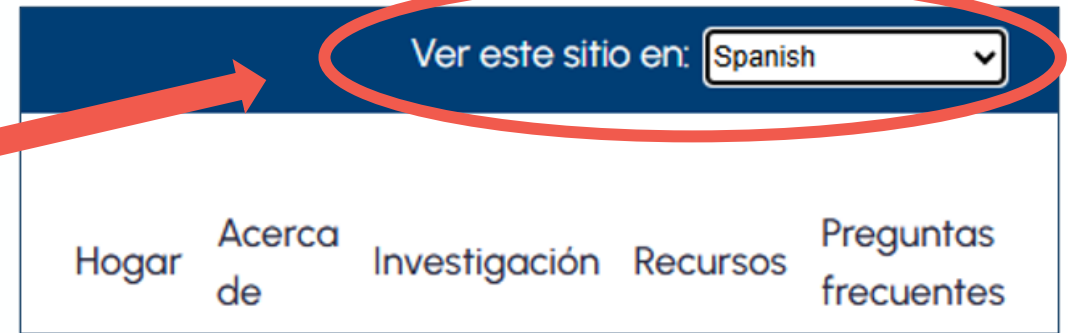 Ver este sitio en: Spanish
Hogar Acerca de Investigación Recursos Preguntas frecuentes